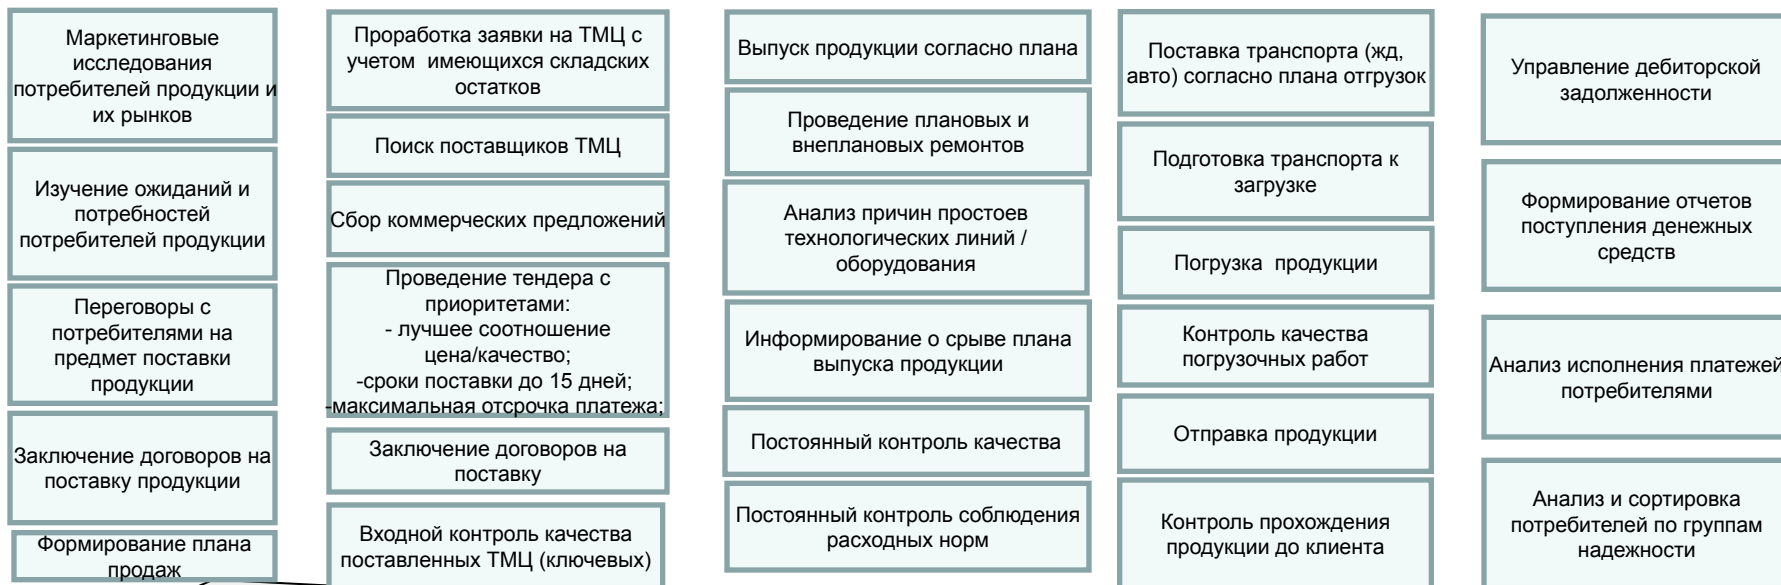 Маркетинговые
исследования
потребителей продукции и
их рынков
Изучение ожиданий и
потребностей
потребителей продукции
Переговоры с
потребителями на
предмет поставки
продукции
Заключение договоров на
поставку продукции
Формирование плана
продаж
Проработка заявки на ТМЦ с
учетом имеющихся складских
остатков
Поиск поставщиков ТМЦ
Сбор коммерческих предложений
Проведение тендера с
приоритетами:
- лучшее соотношение
цена/качество;
-сроки поставки до 15 дней;
-максимальная отсрочка платежа;
Заключение договоров на
поставку
Входной контроль качества
поставленных ТМЦ (ключевых)
Выпуск продукции согласно плана
Проведение плановых и
внеплановых ремонтов
Анализ причин простоев
технологических линий /
оборудования
Информирование о срыве плана
выпуска продукции
Постоянный контроль качества
Постоянный контроль соблюдения
расходных норм
Поставка транспорта (жд,
авто) согласно плана отгрузок
Подготовка транспорта к
загрузке
Погрузка продукции
Контроль качества
погрузочных работ
Отправка продукции
Контроль прохождения
продукции до клиента
Управление дебиторской
задолженности
Формирование отчетов
поступления денежных
средств
Анализ исполнения платежей
потребителями
Анализ и сортировка
потребителей по группам
надежности